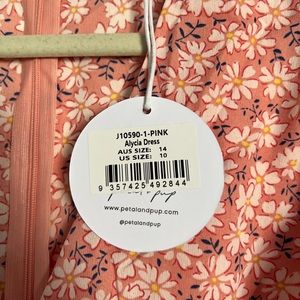 J10590-1-PINK
Alycia Dress
AUS SIZE: 14
US SIZE: 10
9 357425 492844
www.petalandpup.com
@petalandpup